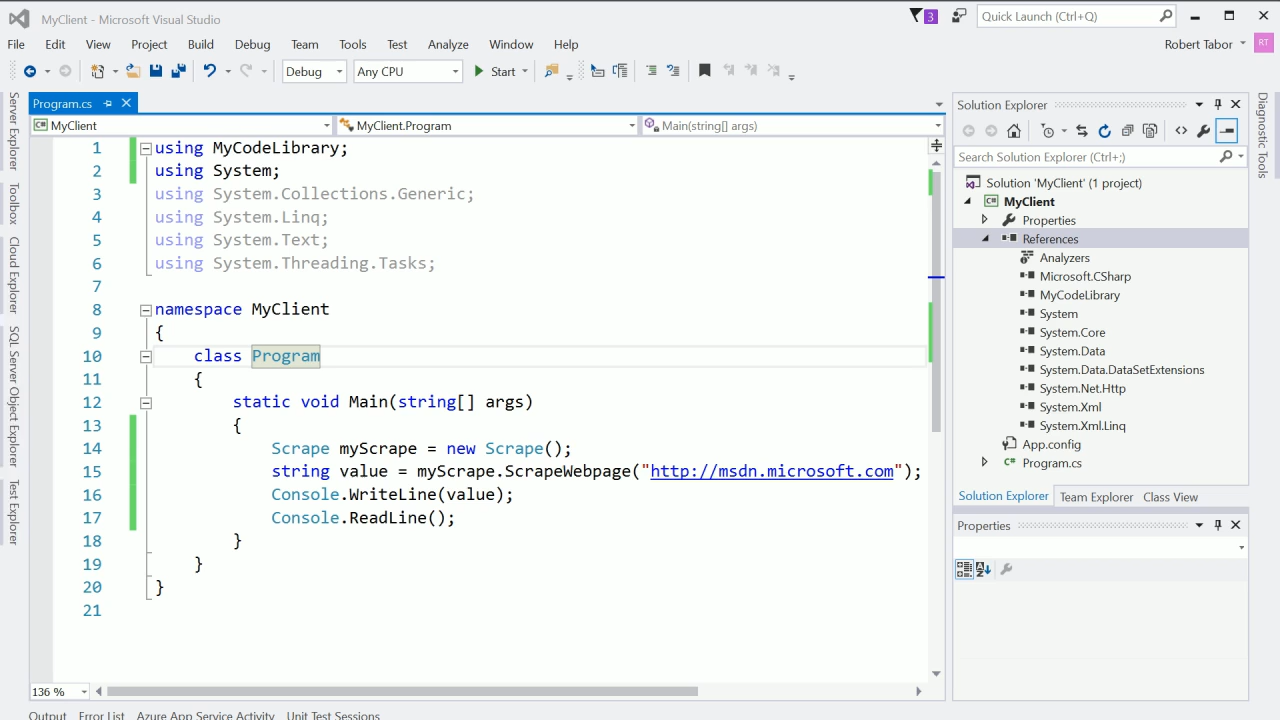 MyClient - Microsoft Visual Studio
3
Quick Launch (Ctrl+Q)
File Edit View Project Build Debug Team Tools Test Analyze Window Help
Robert Tabor
RT
Debug Any CPU Start
Server Explorer
Toolbox
Cloud Explorer
SQL Server Object Explorer
Test Explorer
Program.cs
MyClient MyClient.Program Main(string[] args)
1 using MyCodeLibrary;
2 using System;
3 using System.Collections.Generic;
4 using System.Linq;
5 using System.Text;
6 using System.Threading.Tasks;
7
8 namespace MyClient
9 {
10 class Program
11 {
12 static void Main(string[] args)
13 {
14 Scrape myScrape = new Scrape();
15 string value = myScrape.ScrapeWebpage("http://msdn.microsoft.com");
16 Console.WriteLine(value);
17 Console.ReadLine();
18 }
19 }
20 }
21
136 %
Solution Explorer
Search Solution Explorer (Ctrl+;)
Solution 'MyClient' (1 project)
MyClient
Properties
References
Analyzers
Microsoft.CSharp
MyCodeLibrary
System
System.Core
System.Data
System.Data.DataSetExtensions
System.Net.Http
System.Xml
System.Xml.Linq
App.config
C# Program.cs
Solution Explorer Team Explorer Class View
Properties
Diagnostic Tools
Output Error List Azure App Service Activity Unit Test Sessions